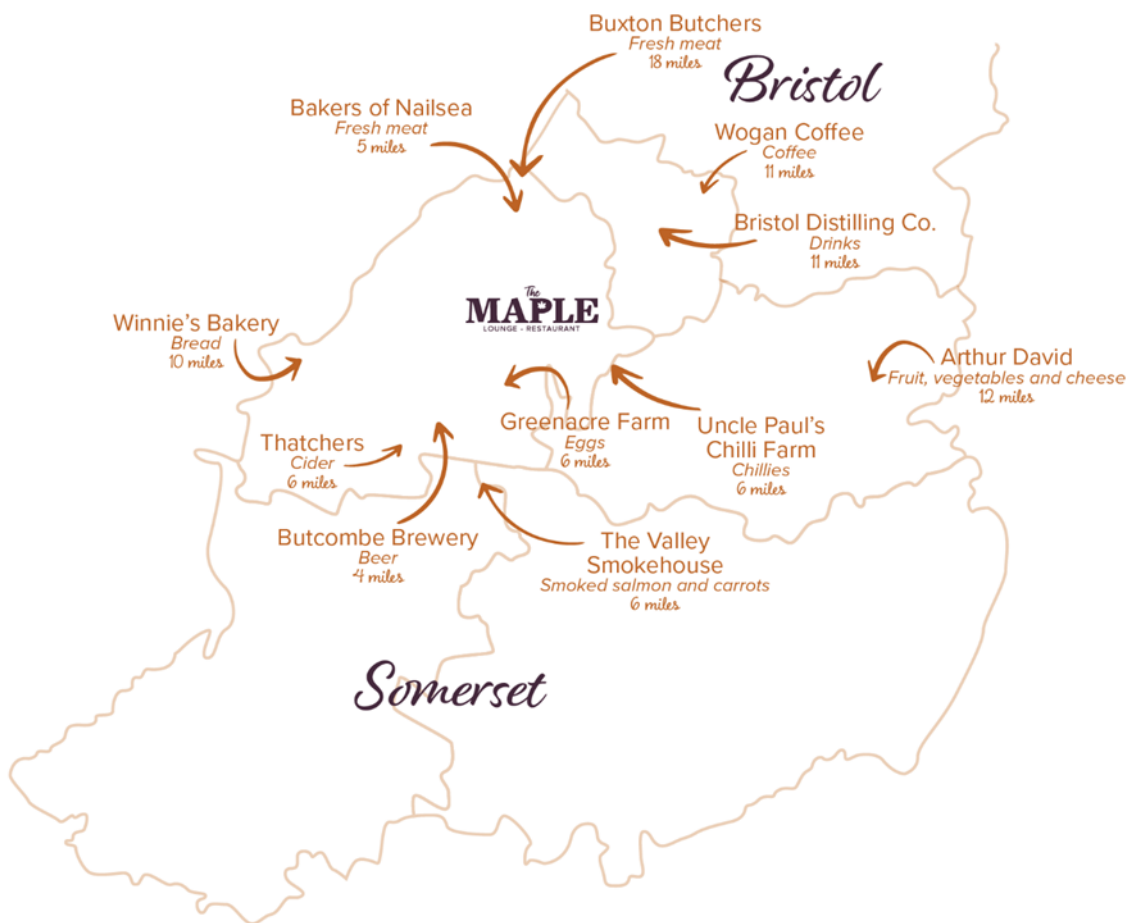 Buxton Butchers
Fresh meat
18 miles
Bristol
Bakers of Nailsea
Fresh meat
5 miles
Wogan Coffee
Coffee
11 miles
Bristol Distilling Co.
Drinks
11 miles
The
MAPLE
LOUNGE - RESTAURANT
Winnie's Bakery
Bread
10 miles
Arthur David
Fruit, vegetables and cheese
12 miles
Greenacre Farm
Eggs
6 miles
Uncle Paul's
Chilli Farm
Chillies
6 miles
Thatchers
Cider
6 miles
Butcombe Brewery
Beer
4 miles
The Valley
Smokehouse
Smoked salmon and carrots
6 miles
Somerset